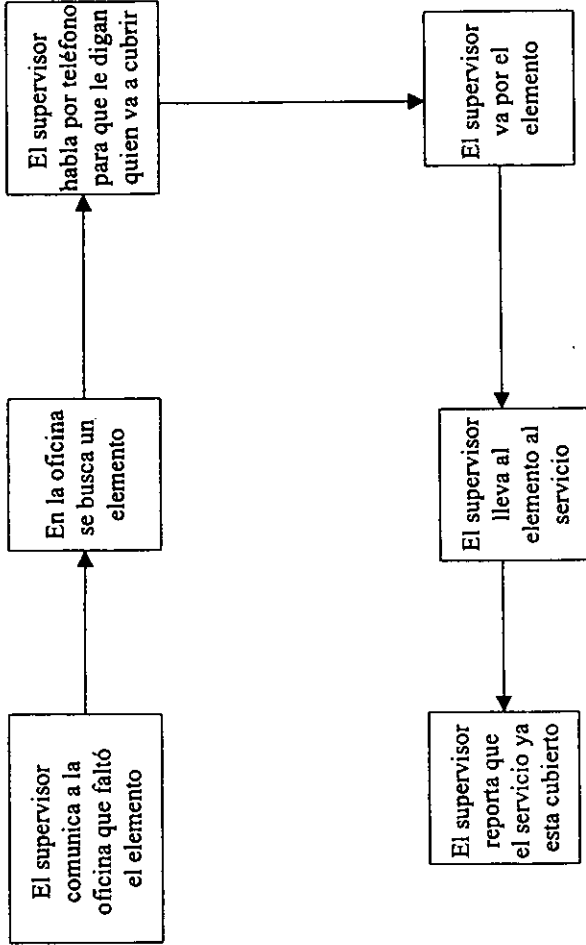 El supervisor
comunica a la
oficina que faltó
el elemento
En la oficina
se busca un
elemento
El supervisor
habla por teléfono
para que le digan
quien va a cubrir
El supervisor
va por el
elemento
El supervisor
lleva al
elemento al
servicio
El supervisor
reporta que
el servicio ya
esta cubierto